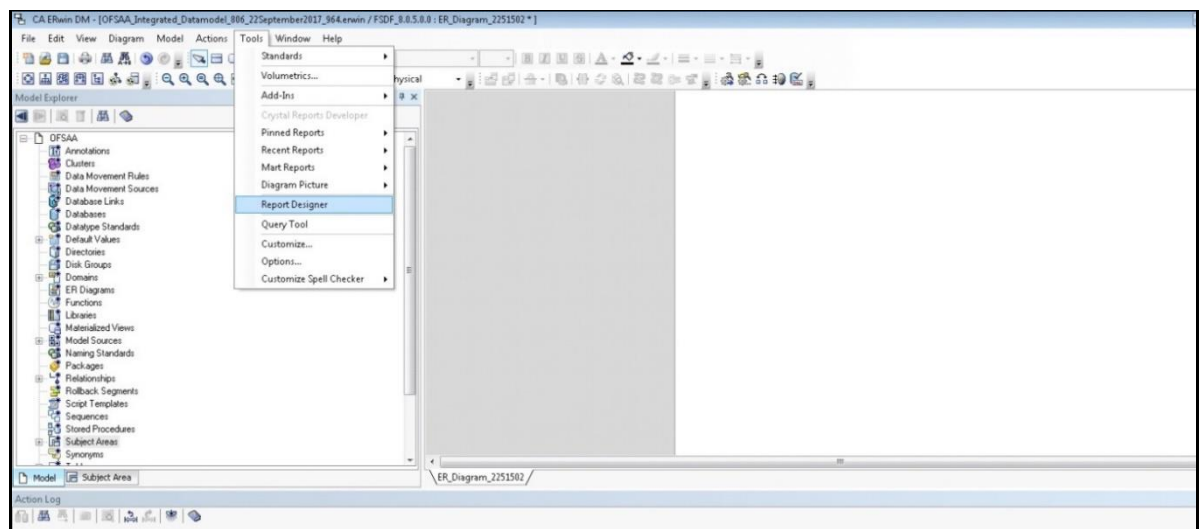 CA ERwin DM - [OFSAA_Integrated_Datamodel_806_22September2017_964.erwin / FSDF_8.0.5.0.0 : ER_Diagram_2251502 * ]
File Edit View Diagram Model Actions Tools Window Help
Standards
Volumetrics...
hysical
Add-Ins
Crystal Reports Developer
Pinned Reports
Recent Reports
Mart Reports
Diagram Picture
Report Designer
Query Tool
Customize...
Options...
Customize Spell Checker
Model Explorer
OFSAA
Annotations
Clusters
Data Movement Rules
Data Movement Sources
Database Links
Databases
Datatype Standards
Default Values
Directories
Disk Groups
Domains
ER Diagrams
Functions
Libraries
Materialized Views
Model Sources
Naming Standards
Packages
Relationships
Rollback Segments
Script Templates
Sequences
Stored Procedures
Subject Areas
Synonyms
Model Subject Area
ER_Diagram_2251502
Action Log